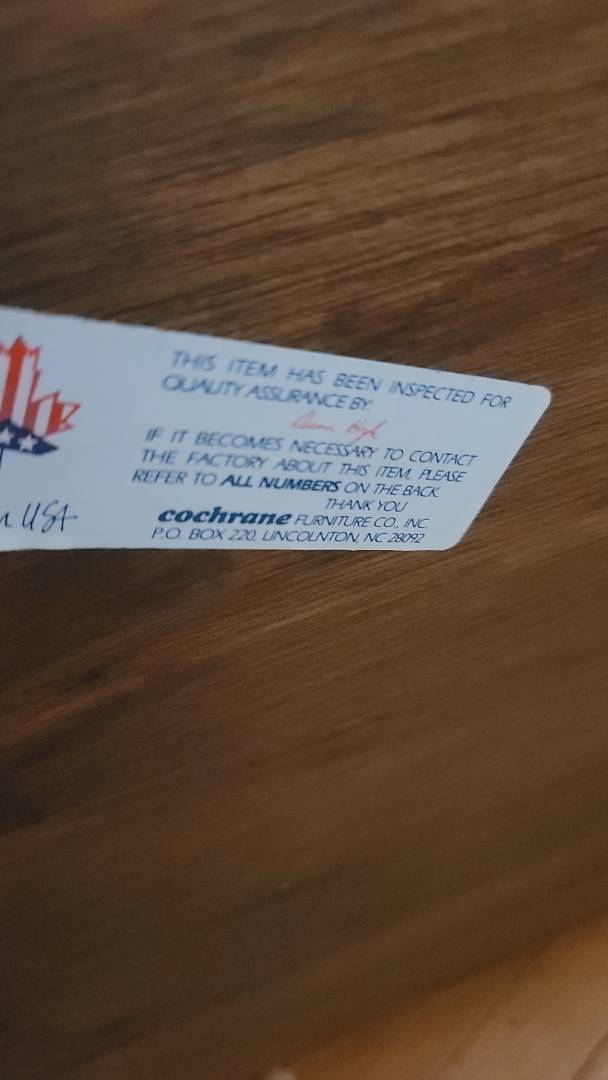 THIS ITEM HAS BEEN INSPECTED FOR
QUALITY ASSURANCE BY:
IF IT BECOMES NECESSARY TO CONTACT
THE FACTORY ABOUT THIS ITEM, PLEASE
REFER TO ALL NUMBERS ON THE BACK
THANK YOU
cochrane FURNITURE CO., INC.
P.O. BOX 220, LINCOLNTON, NC 28092
USA